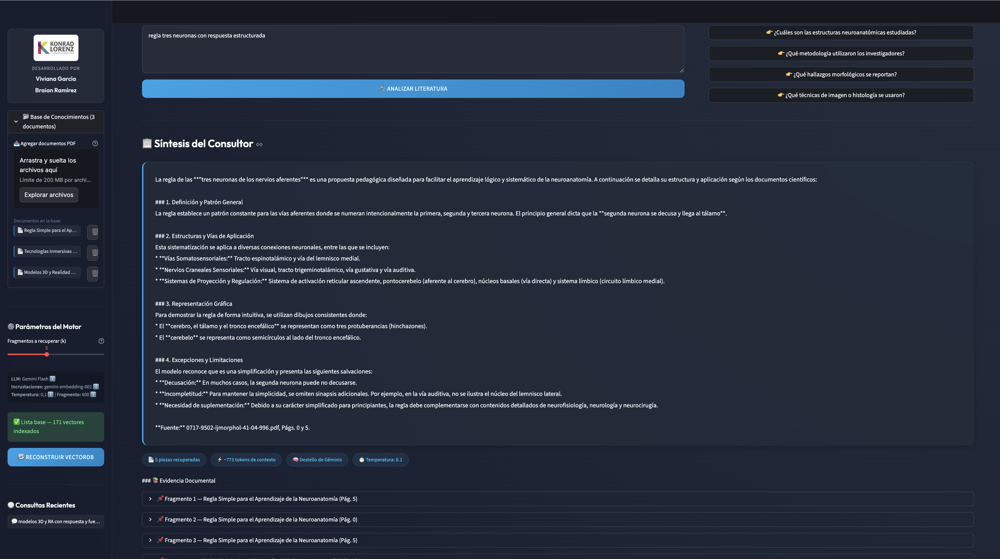 KONRAD
LORENZ
FUNDACIÓN UNIVERSITARIA
DESARROLLADO POR
Viviana García
Braian Ramírez
Base de Conocimientos (3
documentos)
Agregar documentos PDF
Arrastra y suelta los
archivos aquí
Límite de 200 MB por archi...
Explorar archivos
Documentos en la base:
Regla Simple para el Ap...
Tecnologías Inmersivas ...
Modelos 3D y Realidad ...
Parámetros del Motor
Fragmentos a recuperar (k)
5
LLM: Gemini Flash
Incrustaciones: gemini-embedding-001
Temperatura: 0,1 | Fragmento: 600
Lista base — 171 vectores
indexados
RECONSTRUIR VECTORDB
Consultas Recientes
modelos 3D y RA con respuesta y fue...
regla tres neuronas con respuesta estructurada
ANALIZAR LITERATURA
¿Cuáles son las estructuras neuroanatómicas estudiadas?
¿Qué metodología utilizaron los investigadores?
¿Qué hallazgos morfológicos se reportan?
¿Qué técnicas de imagen o histología se usaron?
Síntesis del Consultor
La regla de las **"tres neuronas de los nervios aferentes"** es una propuesta pedagógica diseñada para facilitar el aprendizaje lógico y sistemático de la neuroanatomía. A continuación se detalla su estructura y aplicación según los documentos científicos:
### 1. Definición y Patrón General
La regla establece un patrón constante para las vías aferentes donde se numeran intencionalmente la primera, segunda y tercera neurona. El principio general dicta que la **segunda neurona se decusa y llega al tálamo**.
### 2. Estructuras y Vías de Aplicación
Esta sistematización se aplica a diversas conexiones neuronales, entre las que se incluyen:
* **Vías Somatosensoriales:** Tracto espinotalámico y vía del lemnisco medial.
* **Nervios Craneales Sensoriales:** Vía visual, tracto trigeminotalámico, vía gustativa y vía auditiva.
* **Sistemas de Proyección y Regulación:** Sistema de activación reticular ascendente, pontocerebelo (aferente al cerebro), núcleos basales (vía directa) y sistema límbico (circuito límbico medial).
### 3. Representación Gráfica
Para demostrar la regla de forma intuitiva, se utilizan dibujos consistentes donde:
* El **cerebro, el tálamo y el tronco encefálico** se representan como tres protuberancias (hinchazones).
* El **cerebelo** se representa como semicírculos al lado del tronco encefálico.
### 4. Excepciones y Limitaciones
El modelo reconoce que es una simplificación y presenta las siguientes salvaciones:
* **Decusación:** En muchos casos, la segunda neurona puede no decusarse.
* **Incompletitud:** Para mantener la simplicidad, se omiten sinapsis adicionales. Por ejemplo, en la vía auditiva, no se ilustra el núcleo del lemnisco lateral.
* **Necesidad de suplementación:** Debido a su carácter simplificado para principiantes, la regla debe complementarse con contenidos detallados de neurofisiología, neurología y neurocirugía.
**Fuente:** 0717-9502-ijmorphol-41-04-996.pdf, Págs. 0 y 5.
5 piezas recuperadas
~773 tokens de contexto
Destello de Géminis
Temperatura: 0.1
### Evidencia Documental
Fragmento 1 — Regla Simple para el Aprendizaje de la Neuroanatomía (Pág. 5)
Fragmento 2 — Regla Simple para el Aprendizaje de la Neuroanatomía (Pág. 0)
Fragmento 3 — Regla Simple para el Aprendizaje de la Neuroanatomía (Pág. 5)